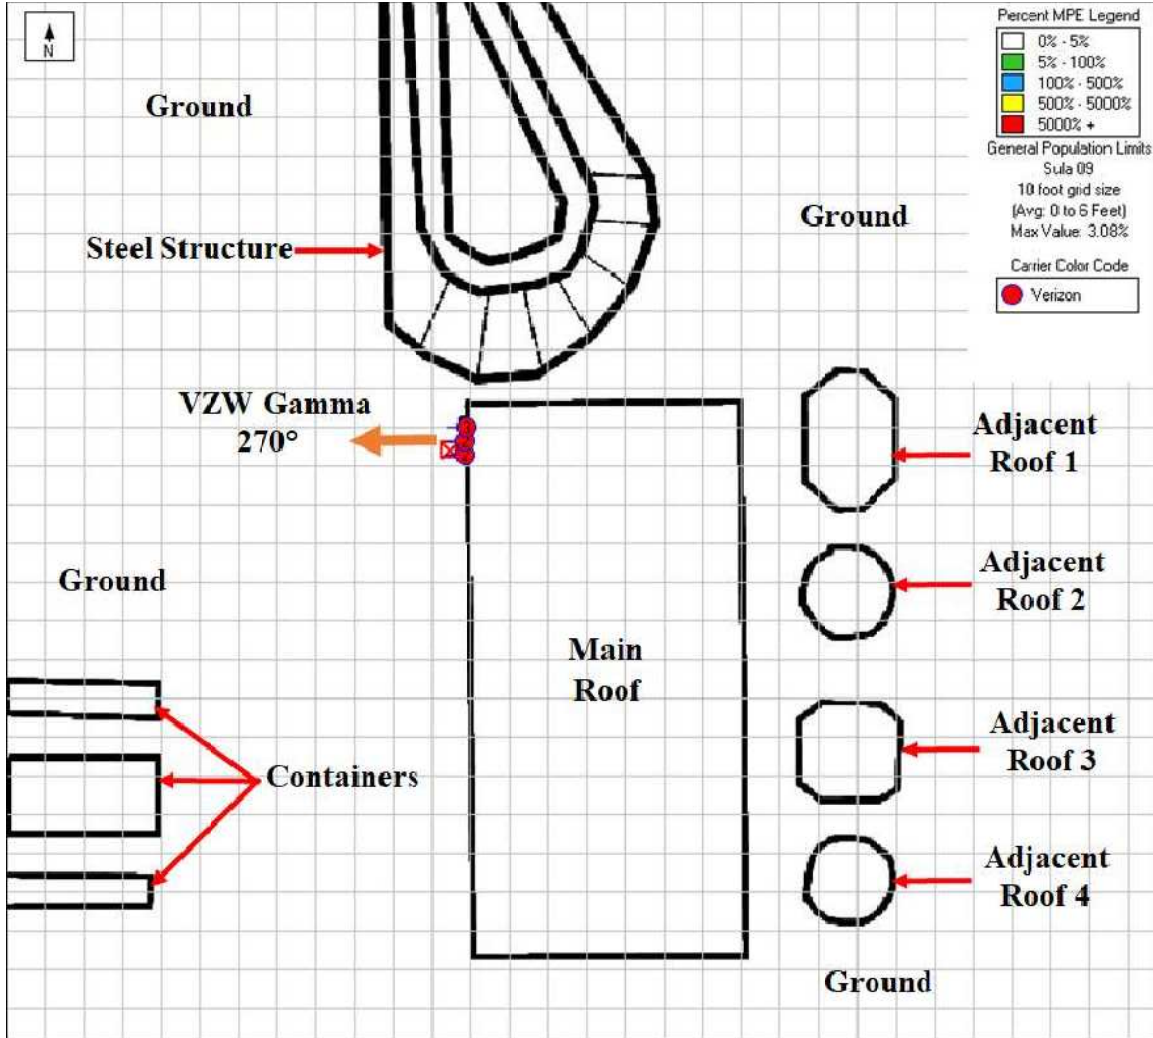 N
Percent MPE Legend
0% - 5%
5% - 100%
100% - 500%
500% - 5000%
5000% +
General Population Limits
Sula 09
10 foot grid size
(Avg: 0 to 6 Feet)
Max Value: 3.08%
Carrier Color Code
Verizon
Ground
Ground
Steel Structure
VZW Gamma
270°
Adjacent
Roof 1
Ground
Adjacent
Roof 2
Main
Roof
Adjacent
Roof 3
Containers
Adjacent
Roof 4
Ground